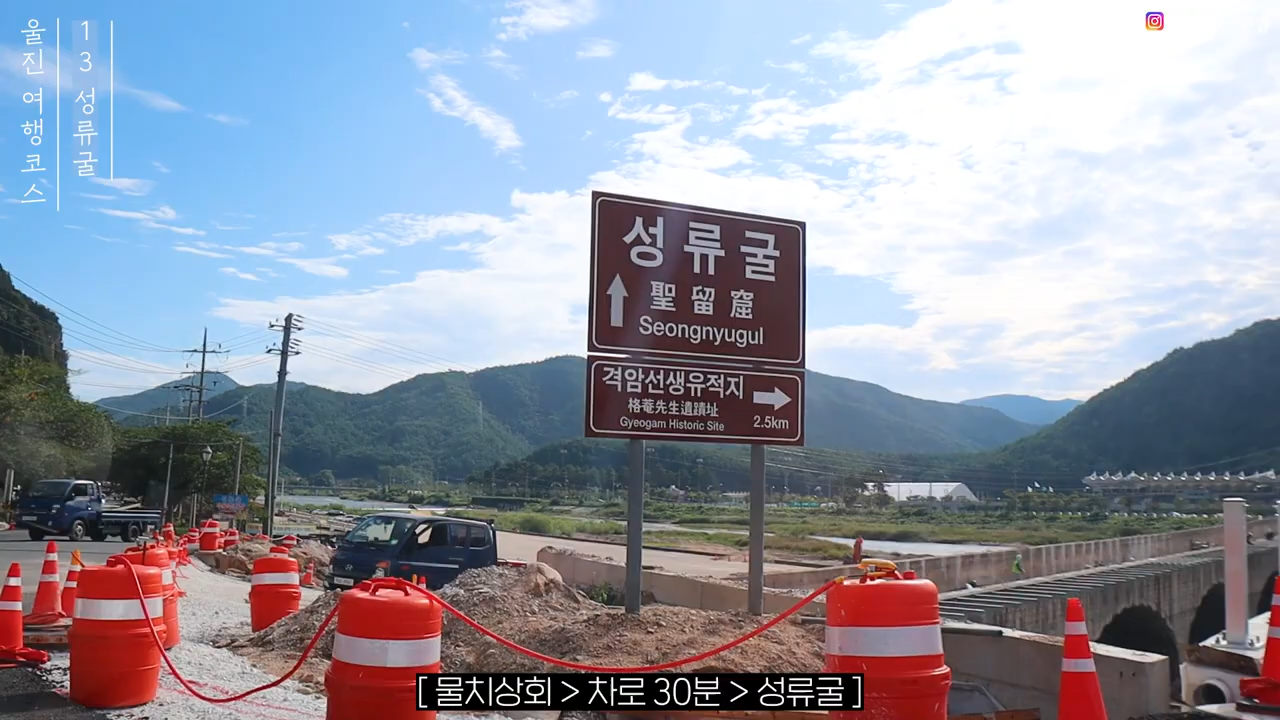 울진 여행코스
13 성류굴
성류굴
聖留窟
Seongnyugul
격암선생유적지
格菴先生遺蹟址
Gyeogam Historic Site
2.5km
[ 물치상회 > 차로 30분 > 성류굴 ]